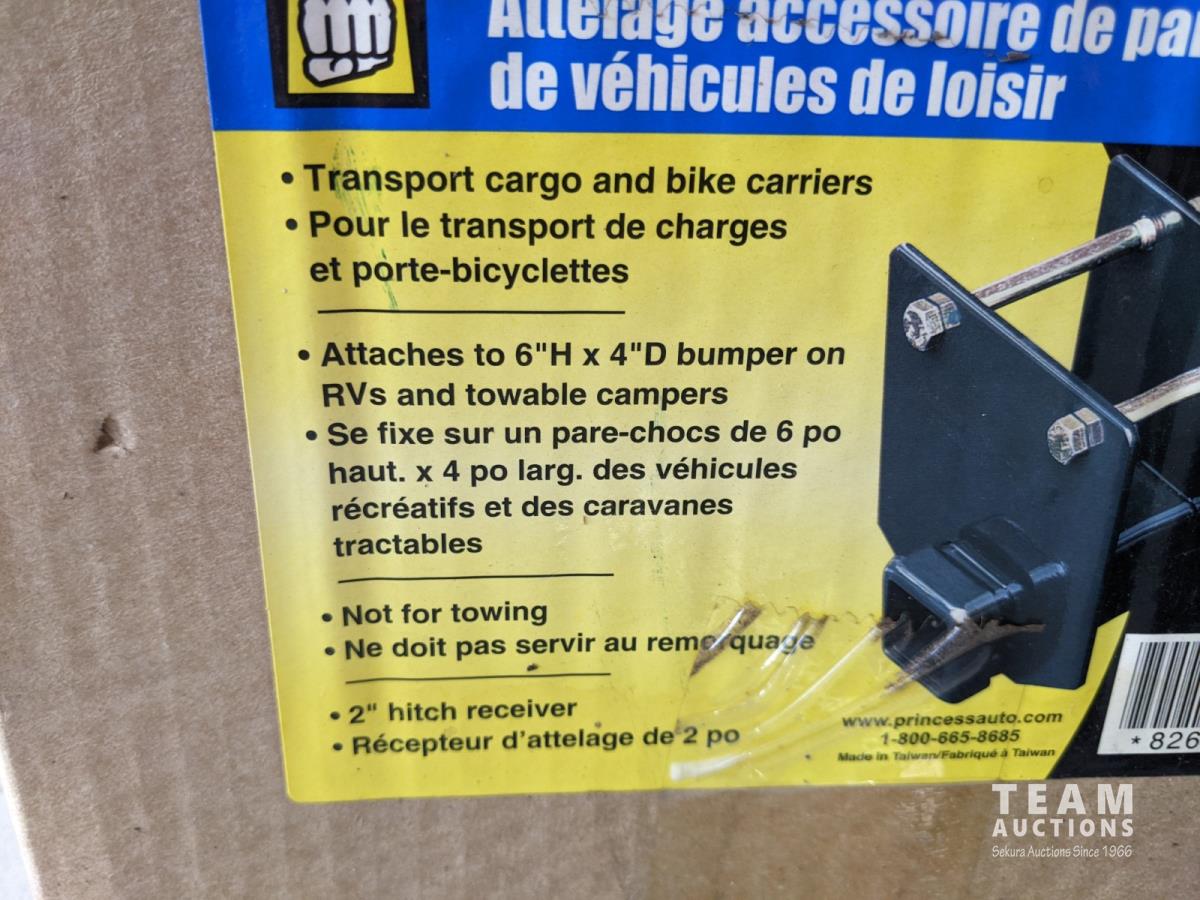 Attelage accessoire de
de véhicules de loisir
• Transport cargo and bike carriers
• Pour le transport de charges
et porte-bicyclettes
• Attaches to 6"H x 4"D bumper on
RVs and towable campers
• Se fixe sur un pare-chocs de 6 po
haut. x 4 po larg. des véhicules
récréatifs et des caravanes
tractables
• Not for towing
• Ne doit pas servir au remorquage
• 2" hitch receiver
• Récepteur d'attelage de 2 po
www.princessauto.com
1-800-665-8685
Made in Taiwan/Fabriqué à Taiwan
* 826
TEAM
AUCTIONS
Sekura Auctions Since 1966